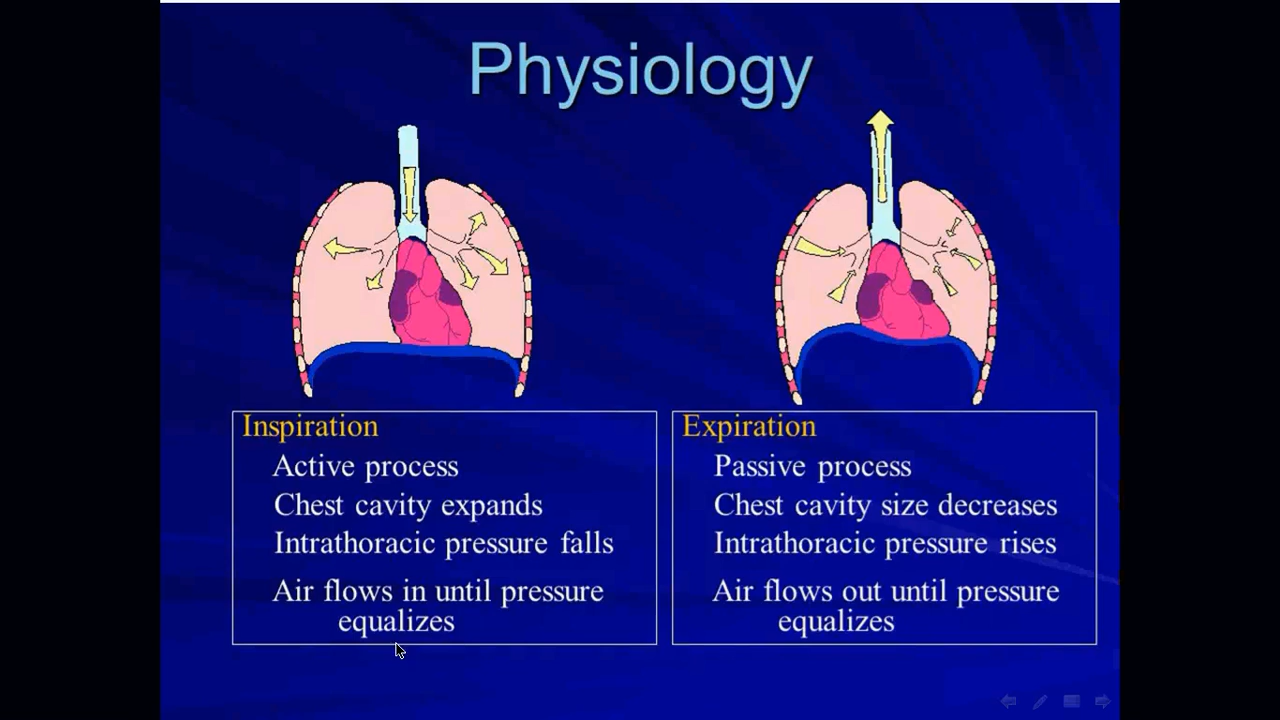 Physiology
Inspiration
Active process
Chest cavity expands
Intrathoracic pressure falls
Air flows in until pressure
equalizes
Expiration
Passive process
Chest cavity size decreases
Intrathoracic pressure rises
Air flows out until pressure
equalizes